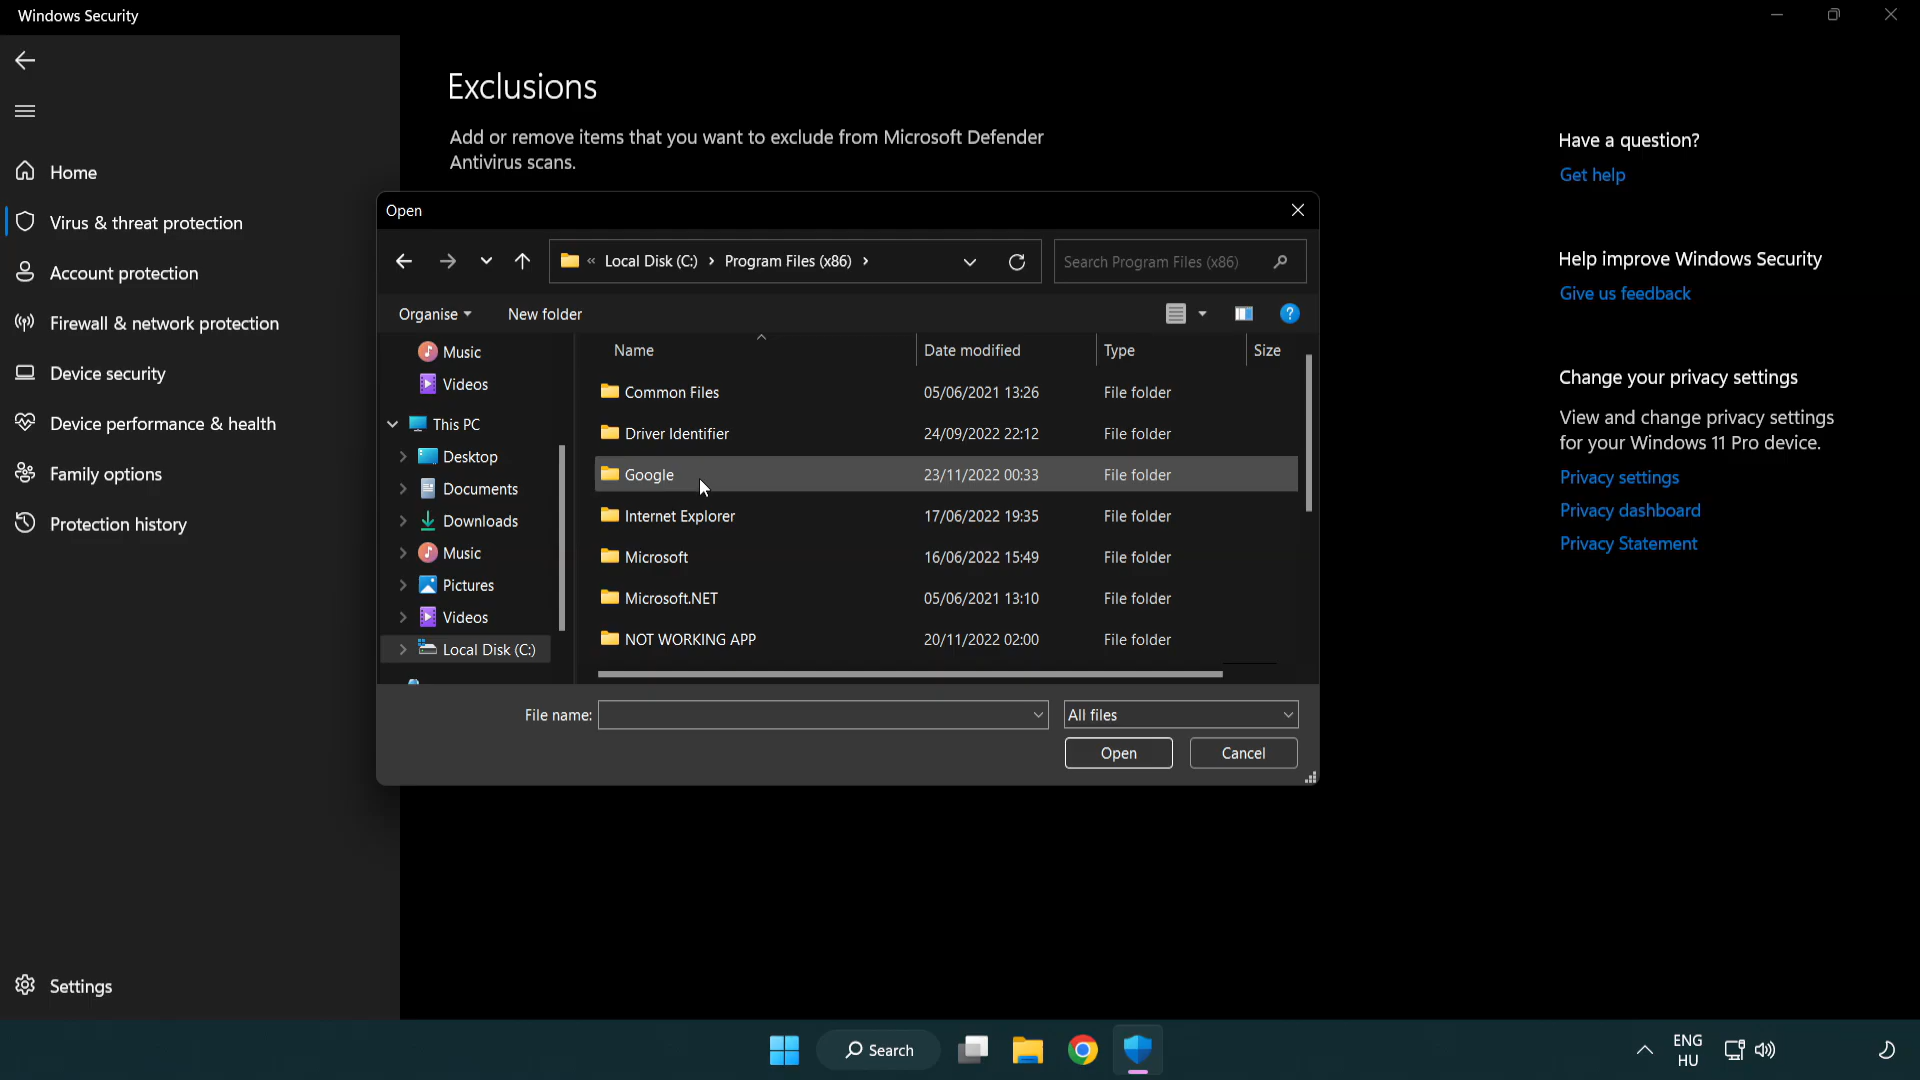 Windows Security
Exclusions
Add or remove items that you want to exclude from Microsoft Defender
Antivirus scans.
Home
Virus & threat protection
Account protection
Firewall & network protection
Device security
Device performance & health
Family options
Protection history
Settings
Open
« Local Disk (C:) > Program Files (x86) >
Search Program Files (x86)
Organise
New folder
?
Music
Videos
This PC
Desktop
Documents
Downloads
Music
Pictures
Videos
Local Disk (C:)
Name Date modified Type Size
Common Files 05/06/2021 13:26 File folder
Driver Identifier 24/09/2022 22:12 File folder
Google 23/11/2022 00:33 File folder
Internet Explorer 17/06/2022 19:35 File folder
Microsoft 16/06/2022 15:49 File folder
Microsoft.NET 05/06/2021 13:10 File folder
NOT WORKING APP 20/11/2022 02:00 File folder
File name:
All files
Open
Cancel
Have a question?
Get help
Help improve Windows Security
Give us feedback
Change your privacy settings
View and change privacy settings
for your Windows 11 Pro device.
Privacy settings
Privacy dashboard
Privacy Statement
Search
ENG
HU